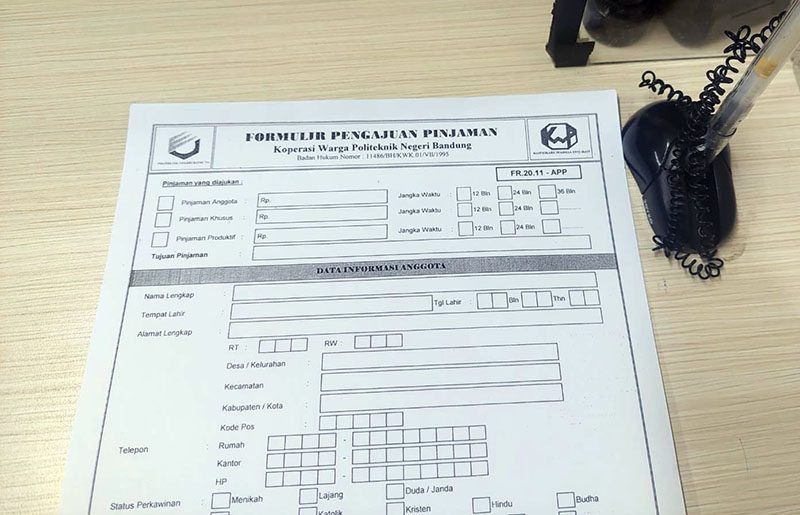 FORMULIR PENGAJUAN PINJAMAN
Koperasi Warga Politeknik Negeri Bandung
Badan Hukum Nomor : 11486/BH/KWK.01/VII/1995
KWP
FR.20.11 - APP
Pinjaman yang diajukan :
Pinjaman Anggota : Rp. Jangka Waktu : 12 Bln 24 Bln 36 Bln
Pinjaman Khusus : Rp. Jangka Waktu : 12 Bln 24 Bln
Pinjaman Produktif : Rp. Jangka Waktu : 12 Bln 24 Bln
Tujuan Pinjaman :
DATA INFORMASI ANGGOTA
Nama Lengkap :
Tempat Lahir : Tgl Lahir : Bln Thn
Alamat Lengkap :
RT : RW :
Desa / Kelurahan :
Kecamatan :
Kabupaten / Kota :
Kode Pos :
Telepon Rumah : -
Kantor : -
HP : -
Status Perkawinan : Menikah Lajang Duda / Janda
Katolik Kristen Hindu Budha